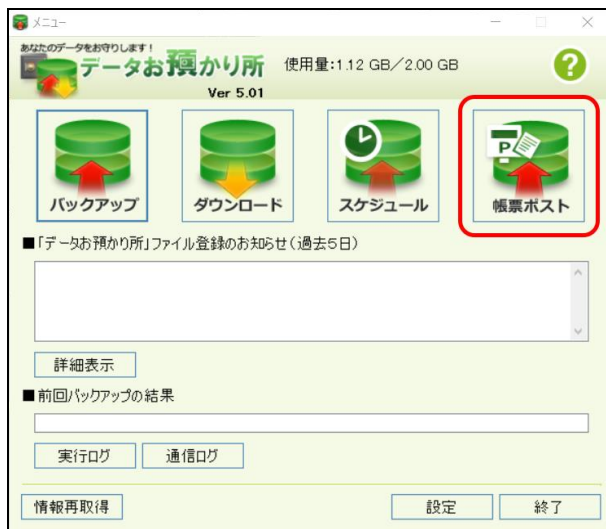 メニュー
あなたのデータをお守りします！
データお預かり所
使用量:1.12 GB／2.00 GB
?
Ver 5.01
バックアップ
ダウンロード
スケジュール
P
帳票ポスト
■「データお預かり所」ファイル登録のお知らせ（過去５日）
詳細表示
■前回バックアップの結果
実行ログ
通信ログ
情報再取得
設定
終了